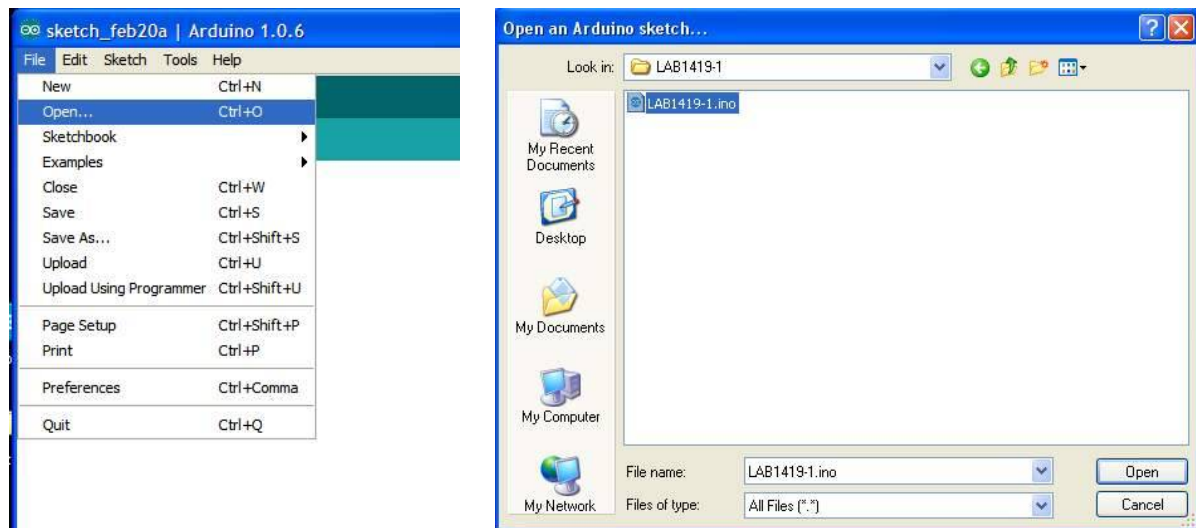 sketch_feb20a | Arduino 1.0.6
File Edit Sketch Tools Help
New Ctrl+N
Open... Ctrl+O
Sketchbook
Examples
Close Ctrl+W
Save Ctrl+S
Save As... Ctrl+Shift+S
Upload Ctrl+U
Upload Using Programmer Ctrl+Shift+U
Page Setup Ctrl+Shift+P
Print Ctrl+P
Preferences Ctrl+Comma
Quit Ctrl+Q
Open an Arduino sketch...
Look in: LAB1419-1
LAB1419-1.ino
My Recent
Documents
Desktop
My Documents
My Computer
My Network
File name: LAB1419-1.ino Open
Files of type: All Files (*.*) Cancel